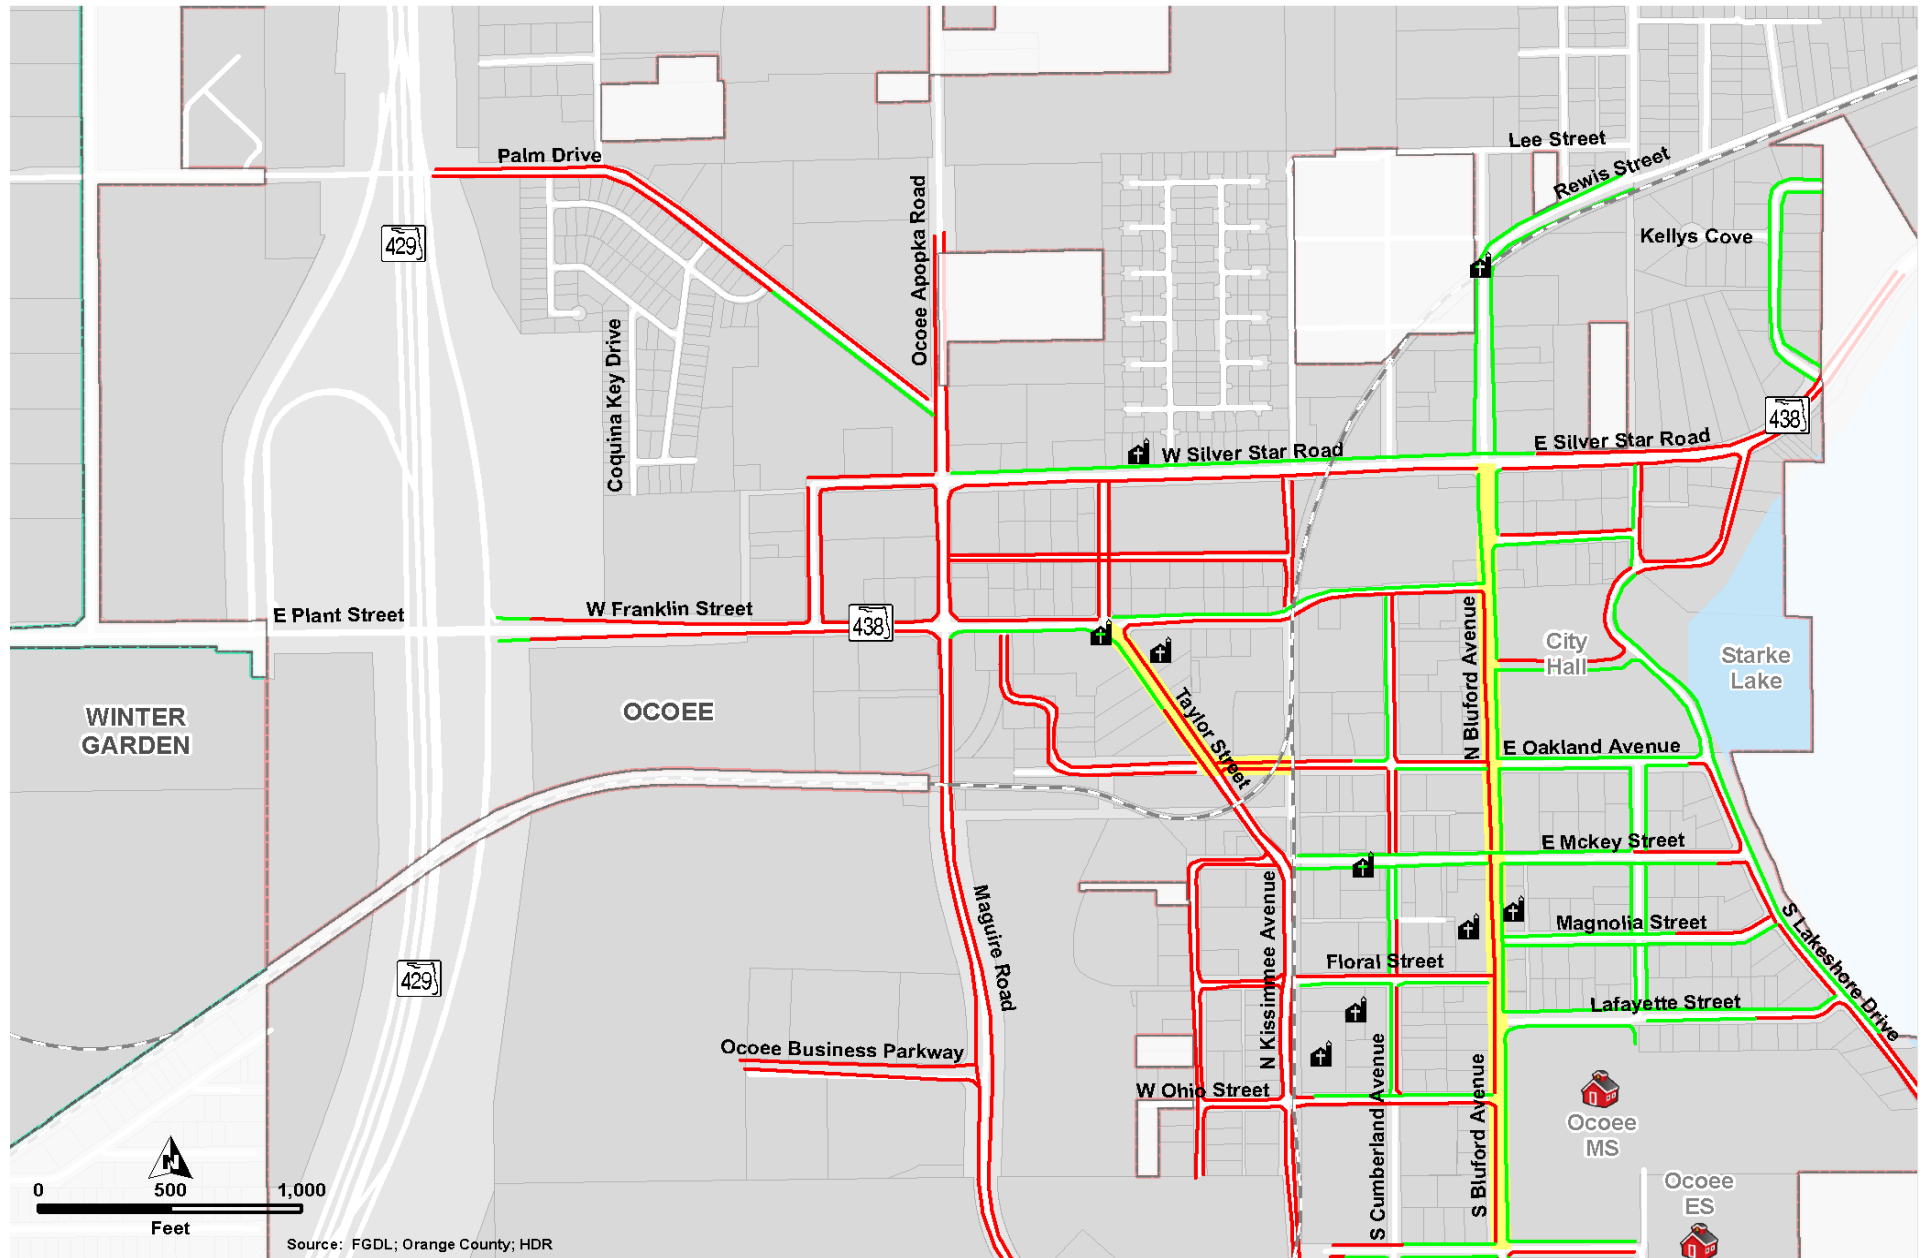 Lee Street
Rewis Street
Palm Drive
Kellys Cove
429
Ocoee Apopka Road
Coquina Key Drive
438
E Silver Star Road
W Silver Star Road
E Plant Street
W Franklin Street
438
N Bluford Avenue
City
Hall
Starke
Lake
WINTER
GARDEN
OCOEE
Taylor Street
E Oakland Avenue
E Mckey Street
Maguire Road
N Kissimmee Avenue
Magnolia Street
S Lakeshore Drive
Floral Street
429
Lafayette Street
Ocoee Business Parkway
W Ohio Street
S Cumberland Avenue
S Bluford Avenue
Ocoee
MS
Ocoee
ES
N
0 500 1,000
Feet
Source: FGDL; Orange County; HDR